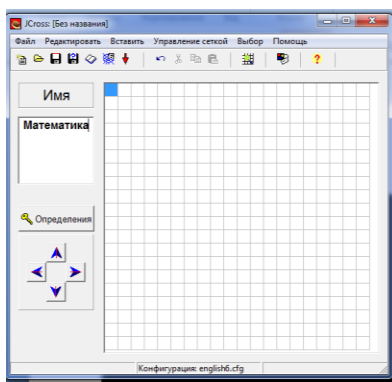 JCross: [Без названия]
Файл Редактировать Вставить Управление сеткой Выбор Помощь
Имя
Математика
Определения
Конфигурация: english6.cfg